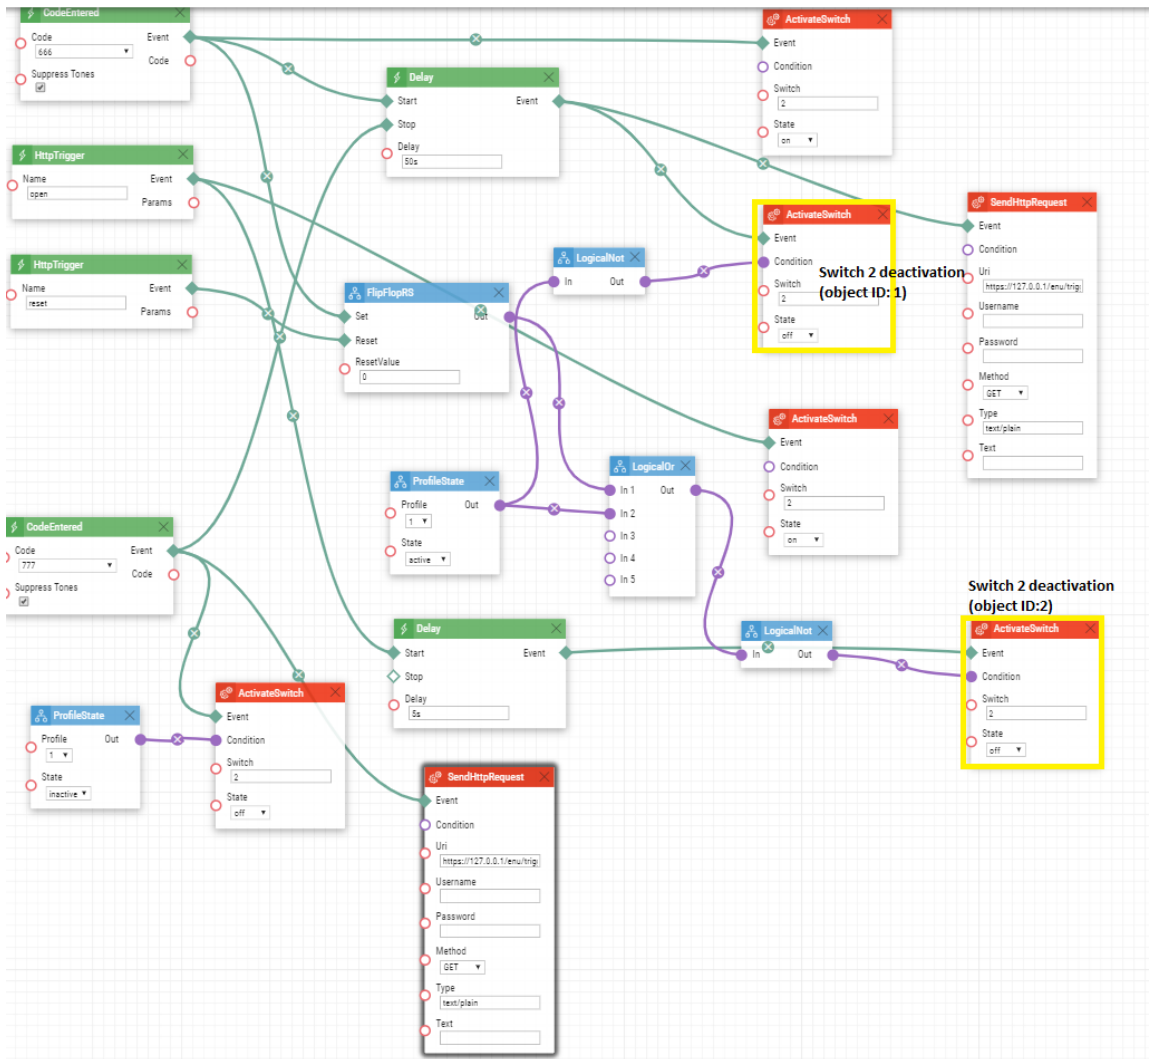 CodeEntered
Code
Event
666
Code
Suppress Tones
ActivateSwitch
Event
Condition
Switch
2
State
on
Delay
Start
Event
Stop
Delay
50s
HttpTrigger
Name
Event
open
Params
HttpTrigger
Name
Event
reset
Params
FlipFlopRS
Set
Out
Reset
ResetValue
0
LogicalNot
In
Out
ActivateSwitch
Event
Condition
Switch 2 deactivation
(object ID: 1)
Switch
2
State
off
SendHttpRequest
Event
Condition
Uri
https://127.0.0.1/enu/trig
Username
Password
Method
GET
Type
text/plain
Text
ActivateSwitch
Event
Condition
Switch
2
State
on
ProfileState
Profile
Out
1
State
active
LogicalOr
In 1
Out
In 2
In 3
In 4
In 5
CodeEntered
Code
Event
777
Code
Suppress Tones
Delay
Start
Event
Stop
Delay
5s
LogicalNot
In
Out
Switch 2 deactivation
(object ID:2)
ActivateSwitch
Event
Condition
Switch
2
State
off
ProfileState
Profile
Out
1
State
inactive
ActivateSwitch
Event
Condition
Switch
2
State
off
SendHttpRequest
Event
Condition
Uri
https://127.0.0.1/enu/trig
Username
Password
Method
GET
Type
text/plain
Text